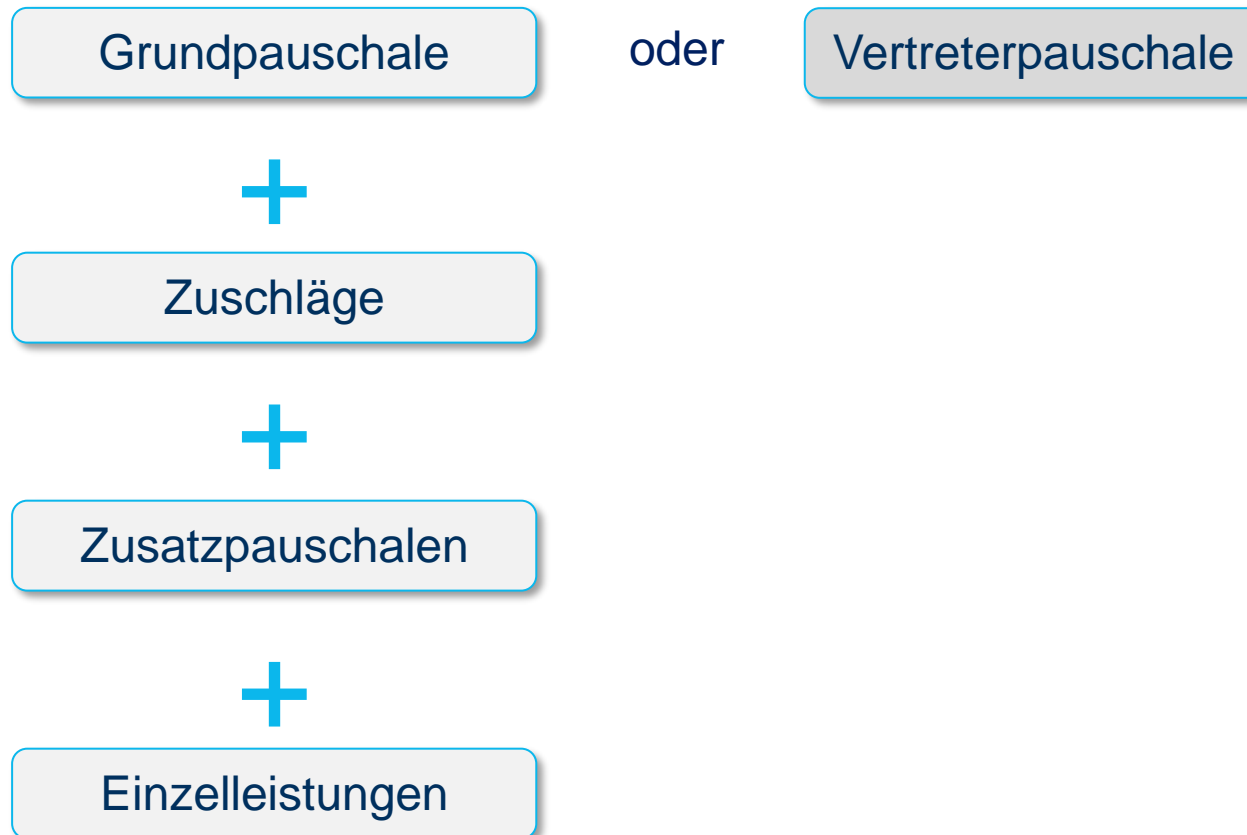 Grundpauschale oder Vertreterpauschale
+
Zuschläge
+
Zusatzpauschalen
+
Einzelleistungen